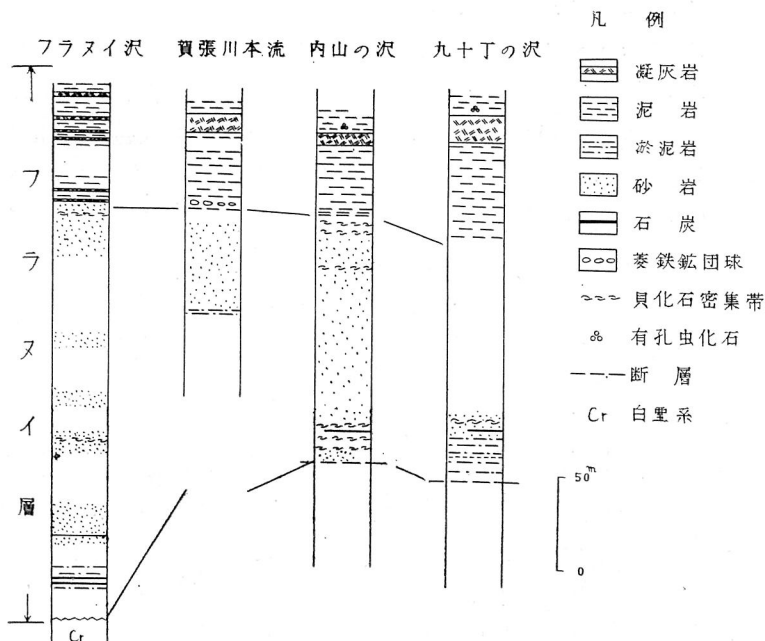 フラヌイ沢 賀張川本流 内山の沢 九十丁の沢
フラヌイ層
Cr
凡 例
凝灰岩
泥 岩
淤泥岩
砂 岩
石 炭
菱鉄鉱団球
貝化石密集帯
有孔虫化石
断 層
Cr 白堊系
50m
0